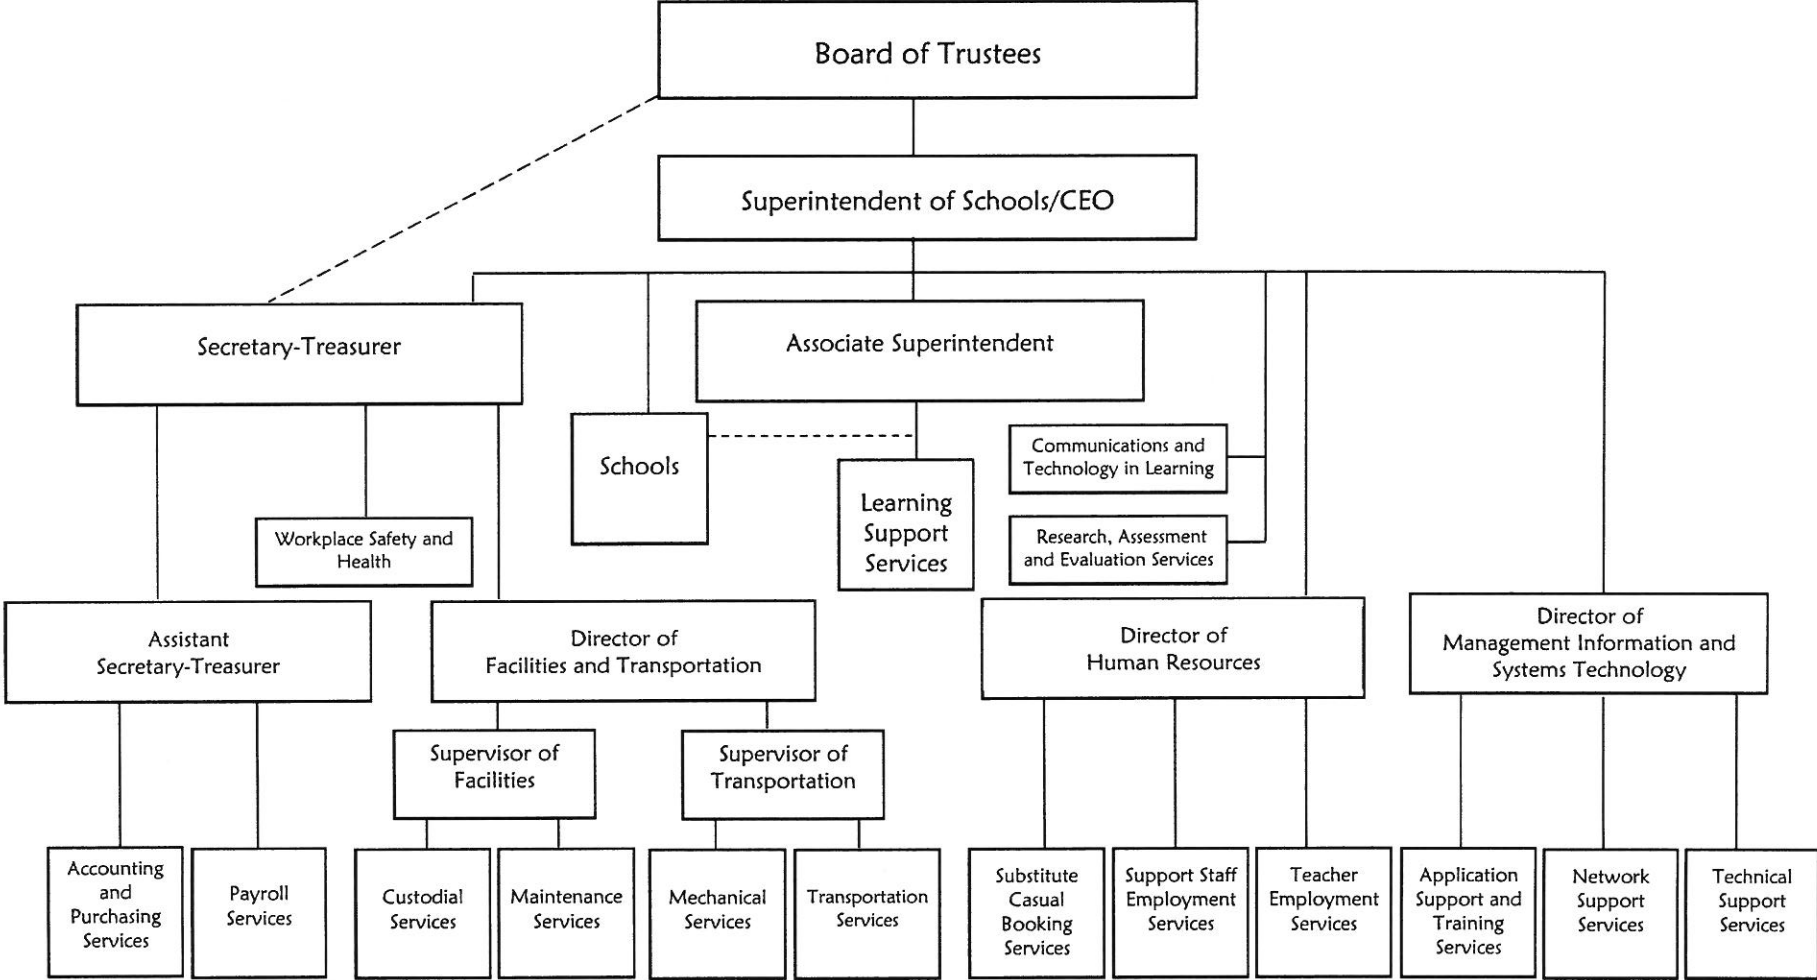 Board of Trustees
Superintendent of Schools/CEO
Secretary-Treasurer
Associate Superintendent
Schools
Learning
Support
Services
Communications and
Technology in Learning
Research, Assessment
and Evaluation Services
Workplace Safety and
Health
Assistant
Secretary-Treasurer
Director of
Facilities and Transportation
Director of
Human Resources
Director of
Management Information and
Systems Technology
Supervisor of
Facilities
Supervisor of
Transportation
Accounting
and
Purchasing
Services
Payroll
Services
Custodial
Services
Maintenance
Services
Mechanical
Services
Transportation
Services
Substitute
Casual
Booking
Services
Support Staff
Employment
Services
Teacher
Employment
Services
Application
Support and
Training
Services
Network
Support
Services
Technical
Support
Services